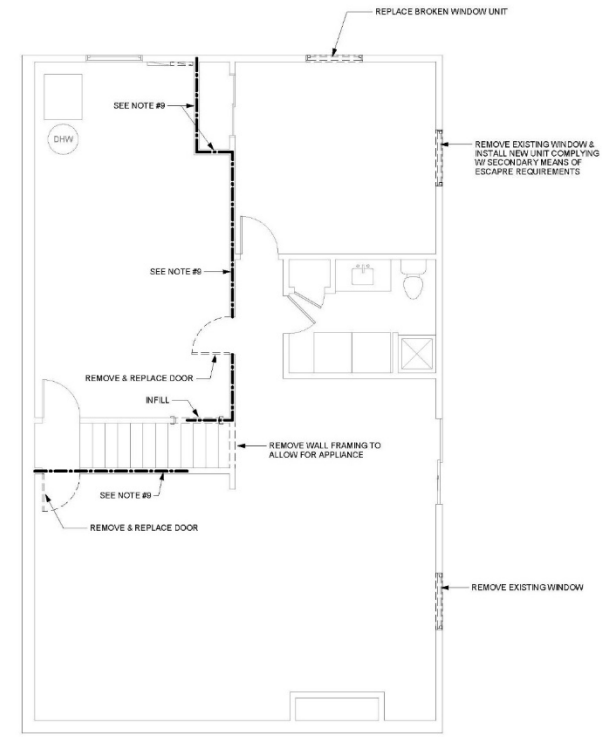 REPLACE BROKEN WINDOW UNIT
SEE NOTE #9
DHW
REMOVE EXISTING WINDOW &
INSTALL NEW UNIT COMPLYING
W/ SECONDARY MEANS OF
ESCAPRE REQUIREMENTS
SEE NOTE #9
REMOVE & REPLACE DOOR
INFILL
REMOVE WALL FRAMING TO
ALLOW FOR APPLIANCE
SEE NOTE #9
REMOVE & REPLACE DOOR
REMOVE EXISTING WINDOW